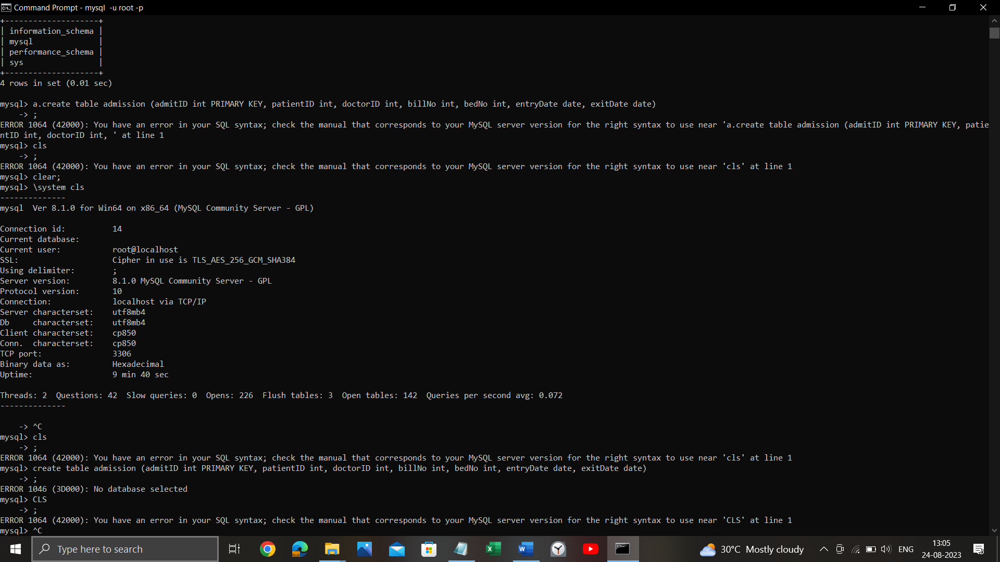 Command Prompt - mysql  -u root -p
+--------------------+
| information_schema |
| mysql              |
| performance_schema |
| sys                |
+--------------------+
4 rows in set (0.01 sec)
mysql> a.create table admission (admitID int PRIMARY KEY, patientID int, doctorID int, billNo int, bedNo int, entryDate date, exitDate date)
    -> ;
ERROR 1064 (42000): You have an error in your SQL syntax; check the manual that corresponds to your MySQL server version for the right syntax to use near 'a.create table admission (admitID int PRIMARY KEY, patie
ntID int, doctorID int, ' at line 1
mysql> cls
    -> ;
ERROR 1064 (42000): You have an error in your SQL syntax; check the manual that corresponds to your MySQL server version for the right syntax to use near 'cls' at line 1
mysql> clear;
mysql> \system cls
--------------
mysql  Ver 8.1.0 for Win64 on x86_64 (MySQL Community Server - GPL)
Connection id:          14
Current database:
Current user:           root@localhost
SSL:                    Cipher in use is TLS_AES_256_GCM_SHA384
Using delimiter:        ;
Server version:         8.1.0 MySQL Community Server - GPL
Protocol version:       10
Connection:             localhost via TCP/IP
Server characterset:    utf8mb4
Db     characterset:    utf8mb4
Client characterset:    cp850
Conn.  characterset:    cp850
TCP port:               3306
Binary data as:         Hexadecimal
Uptime:                 9 min 40 sec
Threads: 2  Questions: 42  Slow queries: 0  Opens: 226  Flush tables: 3  Open tables: 142  Queries per second avg: 0.072
--------------
    -> ^C
mysql> cls
    -> ;
ERROR 1064 (42000): You have an error in your SQL syntax; check the manual that corresponds to your MySQL server version for the right syntax to use near 'cls' at line 1
mysql> create table admission (admitID int PRIMARY KEY, patientID int, doctorID int, billNo int, bedNo int, entryDate date, exitDate date)
    -> ;
ERROR 1046 (3D000): No database selected
mysql> CLS
    -> ;
ERROR 1064 (42000): You have an error in your SQL syntax; check the manual that corresponds to your MySQL server version for the right syntax to use near 'CLS' at line 1
mysql> ^C
Type here to search
30°C Mostly cloudy
ENG
13:05
24-08-2023